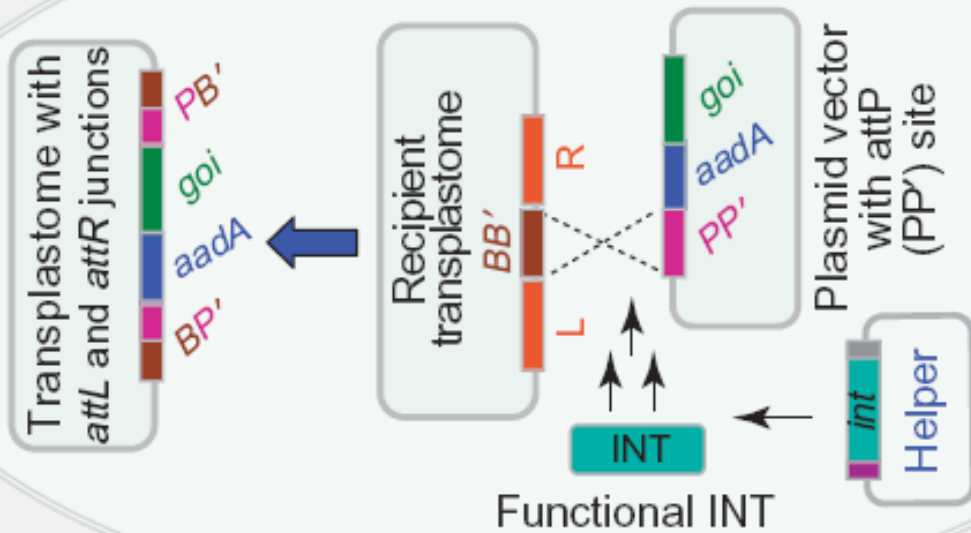 Transplastome with
attL and attR junctions
BP′
aadA
goi
PB′
Recipient
transplastome
BB′
L
R
PP′
aadA
goi
Plasmid vector
with attP
(PP′) site
INT
Functional INT
int
Helper